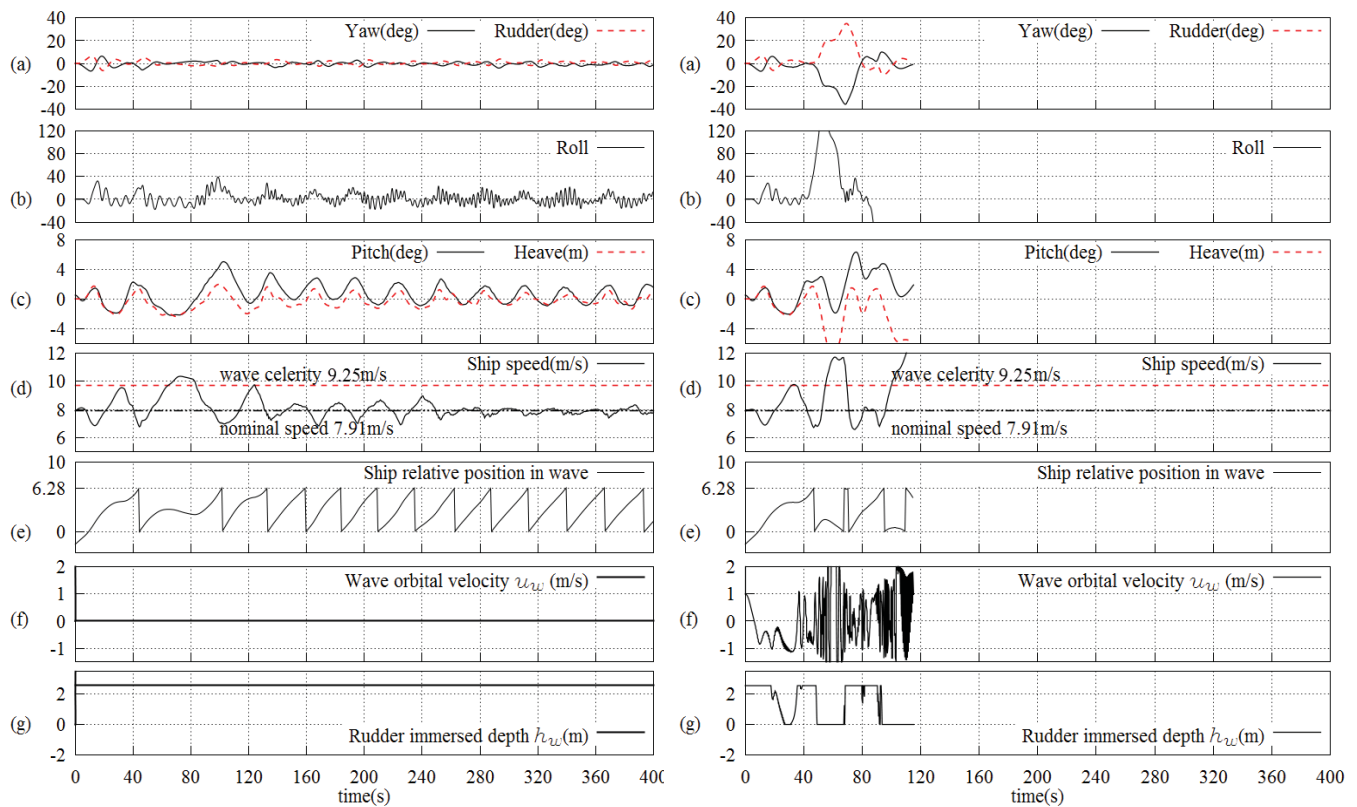 40
20
(a)
0
-20
-40
Yaw(deg)
Rudder(deg)
120
80
40
(b)
0
-40
Roll
8
4
(c)
0
-4
Pitch(deg)
Heave(m)
12
10
(d)
8
6
Ship speed(m/s)
wave celerity 9.25m/s
nominal speed 7.91m/s
10
6.28
(e)
0
Ship relative position in wave
2
1
(f)
0
-1
Wave orbital velocity u_w (m/s)
2
(g)
0
-2
Rudder immersed depth h_w(m)
0 40 80 120 160 200 240 280 320 360 400
time(s)
40
20
(a)
0
-20
-40
Yaw(deg)
Rudder(deg)
120
80
40
(b)
0
-40
Roll
8
4
(c)
0
-4
Pitch(deg)
Heave(m)
12
10
(d)
8
6
Ship speed(m/s)
wave celerity 9.25m/s
nominal speed 7.91m/s
10
6.28
(e)
0
Ship relative position in wave
2
1
(f)
0
-1
Wave orbital velocity u_w (m/s)
2
(g)
0
-2
Rudder immersed depth h_w(m)
0 40 80 120 160 200 240 280 320 360 400
time(s)